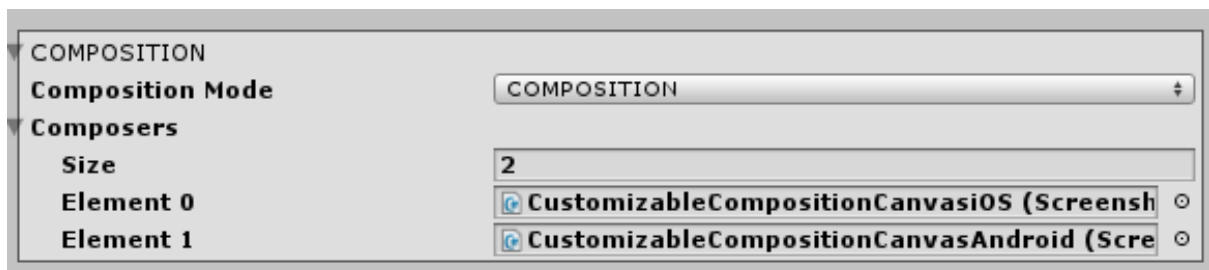 COMPOSITION
Composition Mode COMPOSITION
Composers
Size 2
Element 0 CustomizableCompositionCanvasiOS (Screensh
Element 1 CustomizableCompositionCanvasAndroid (Scre